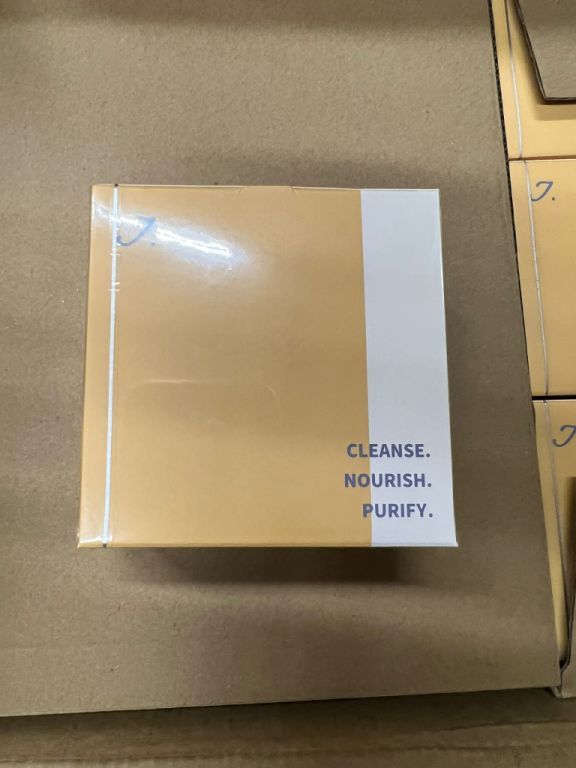 J.
CLEANSE.
NOURISH.
PURIFY.
J.
J